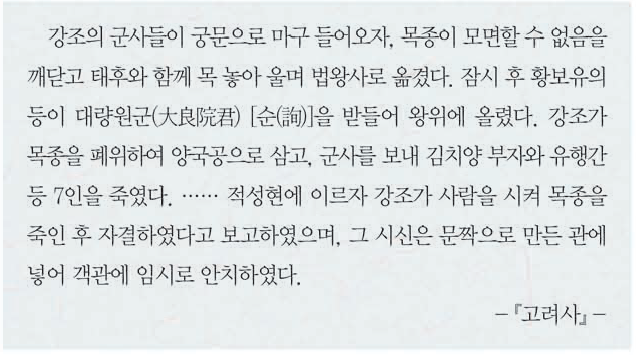 강조의 군사들이 궁문으로 마구 들어오자, 목종이 모면할 수 없음을
깨닫고 태후와 함께 목 놓아 울며 법왕사로 옮겼다. 잠시 후 황보유의
등이 대량원군(大良院君) [순(詢)]을 받들어 왕위에 올렸다. 강조가
목종을 폐위하여 양국공으로 삼고, 군사를 보내 김치양 부자와 유행간
등 7인을 죽였다. …… 적성현에 이르자 강조가 사람을 시켜 목종을
죽인 후 자결하였다고 보고하였으며, 그 시신은 문짝으로 만든 관에
넣어 객관에 임시로 안치하였다.
－『고려사』－